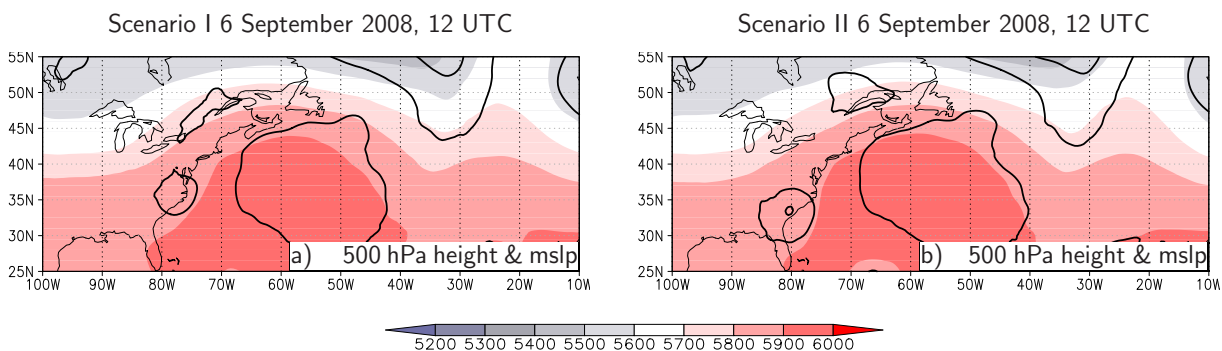 Scenario I 6 September 2008, 12 UTC
55N
50N
45N
40N
35N
30N
25N
100W 90W 80W 70W 60W 50W 40W 30W 20W 10W
a) 500 hPa height & mslp
Scenario II 6 September 2008, 12 UTC
55N
50N
45N
40N
35N
30N
25N
100W 90W 80W 70W 60W 50W 40W 30W 20W 10W
b) 500 hPa height & mslp
5200 5300 5400 5500 5600 5700 5800 5900 6000